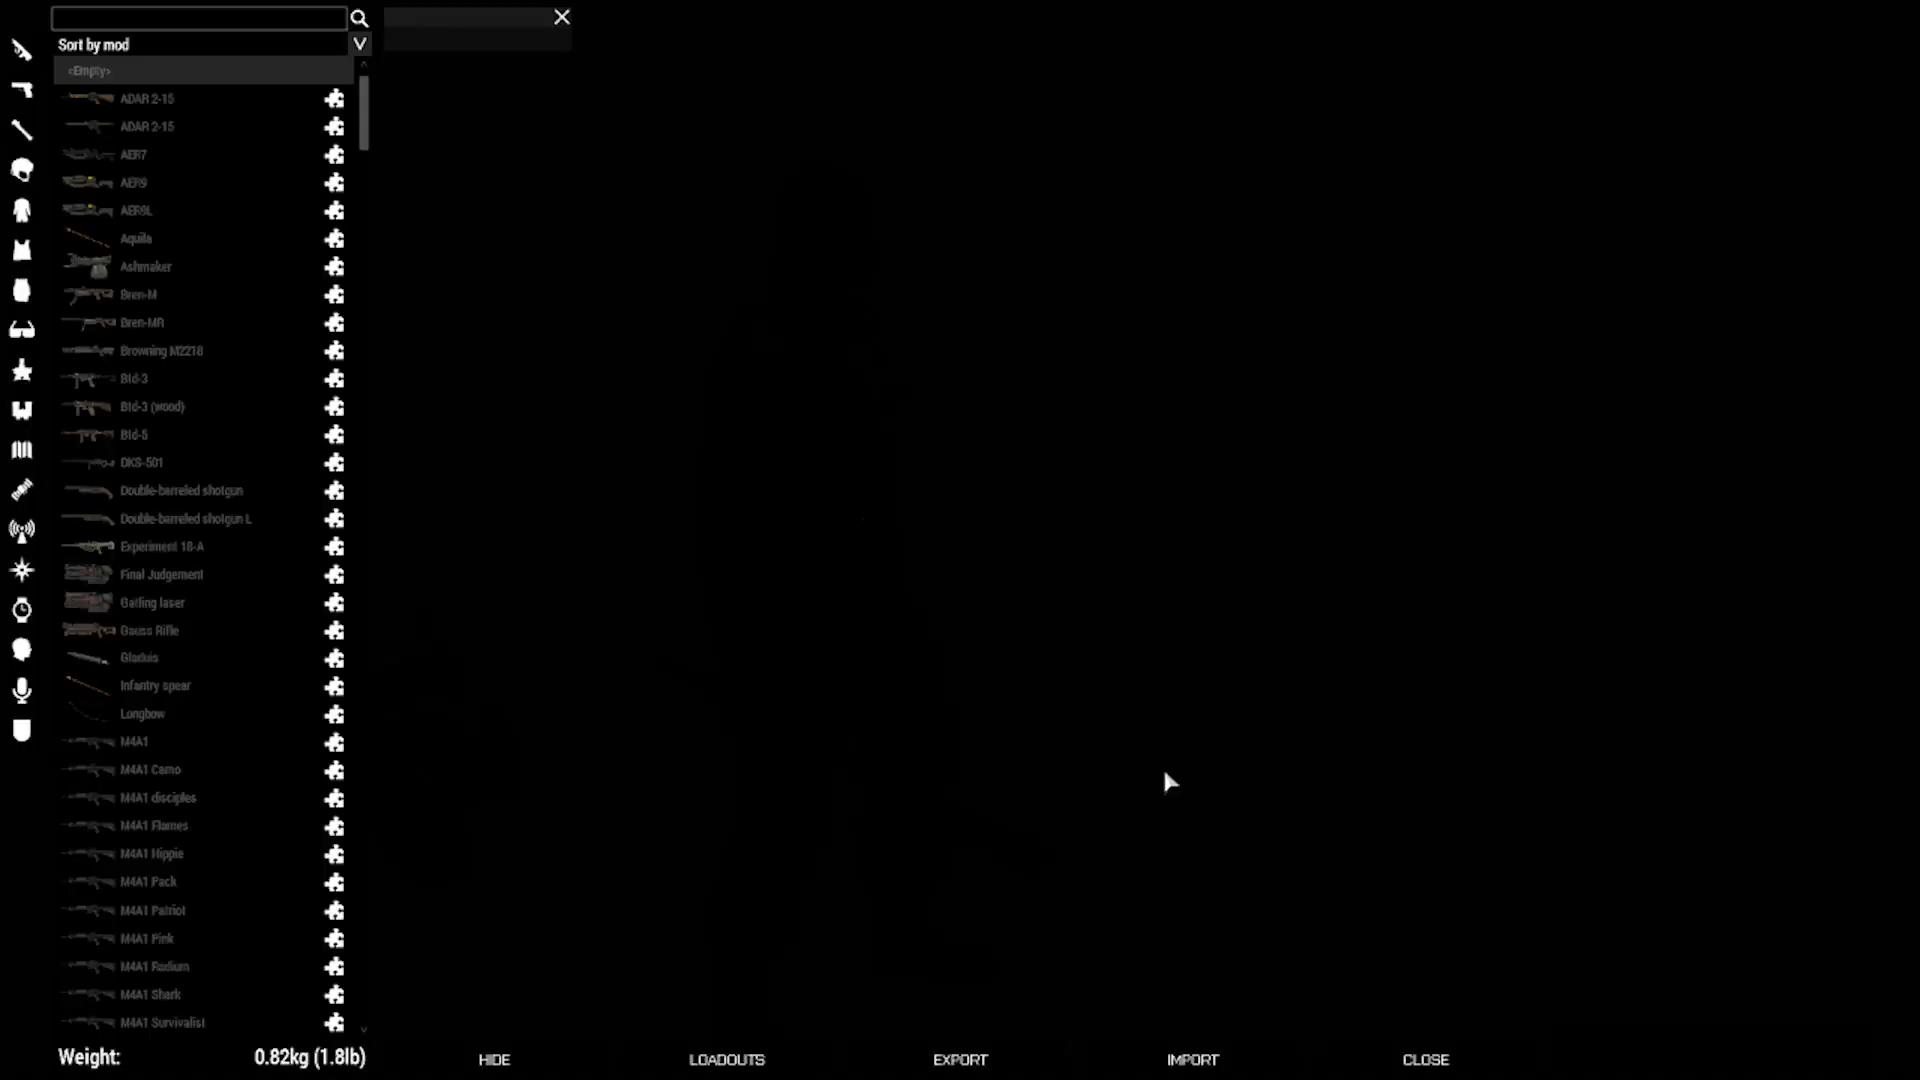 Sort by mod
V
<Empty>
ADAR 2-15
ADAR 2-15
AER7
AER9
AER9L
Aquila
Ashmaker
Bren-M
Bren-MR
Browning M2218
Bld-3
Bld-3 (wood)
Bld-5
DKS-501
Double-barreled shotgun
Double-barreled shotgun L
Experiment 18-A
Final Judgement
Gatling laser
Gauss Rifle
Gladuis
Infantry spear
Longbow
M4A1
M4A1 Camo
M4A1 disciples
M4A1 Flames
M4A1 Hippie
M4A1 Pack
M4A1 Patriot
M4A1 Pink
M4A1 Radium
M4A1 Shark
M4A1 Survivalist
Weight: 0.82kg (1.8lb)
HIDE LOADOUTS EXPORT IMPORT CLOSE